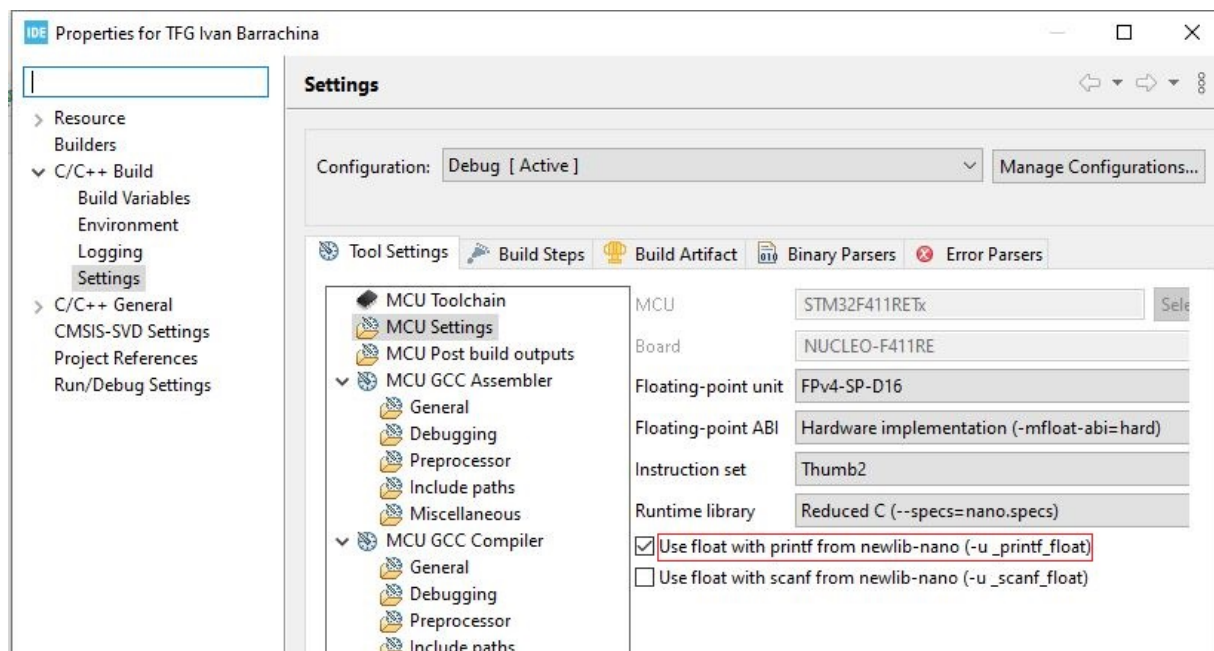 IDE Properties for TFG Ivan Barrachina
Resource
Builders
C/C++ Build
Build Variables
Environment
Logging
Settings
C/C++ General
CMSIS-SVD Settings
Project References
Run/Debug Settings
Settings
Configuration: Debug [ Active ] Manage Configurations...
Tool Settings Build Steps Build Artifact Binary Parsers Error Parsers
MCU Toolchain
MCU Settings
MCU Post build outputs
MCU GCC Assembler
General
Debugging
Preprocessor
Include paths
Miscellaneous
MCU GCC Compiler
General
Debugging
Preprocessor
Include paths
MCU STM32F411RETx Sele
Board NUCLEO-F411RE
Floating-point unit FPv4-SP-D16
Floating-point ABI Hardware implementation (-mfloat-abi=hard)
Instruction set Thumb2
Runtime library Reduced C (--specs=nano.specs)
Use float with printf from newlib-nano (-u _printf_float)
Use float with scanf from newlib-nano (-u _scanf_float)